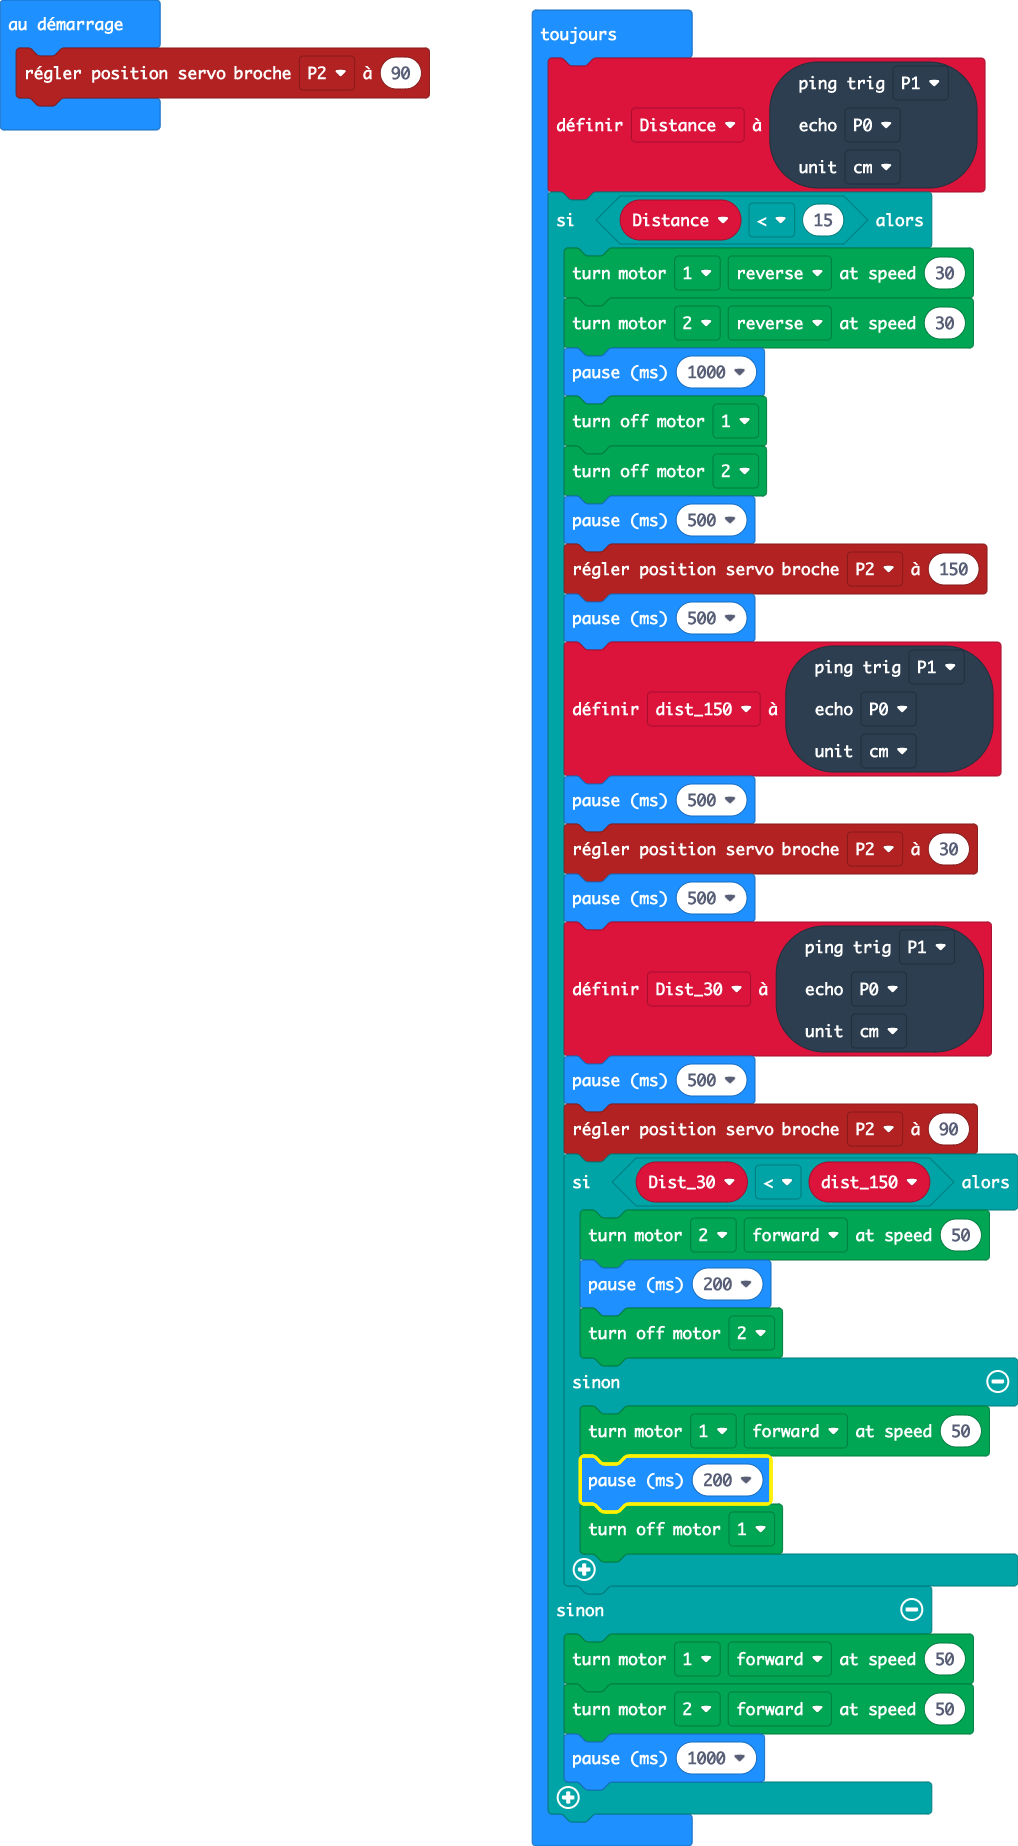 au démarrage
régler position servo broche P2 à 90
toujours
ping trig P1
définir Distance à echo P0
unit cm
si Distance < 15 alors
turn motor 1 reverse at speed 30
turn motor 2 reverse at speed 30
pause (ms) 1000
turn off motor 1
turn off motor 2
pause (ms) 500
régler position servo broche P2 à 150
pause (ms) 500
ping trig P1
définir dist_150 à echo P0
unit cm
pause (ms) 500
régler position servo broche P2 à 30
pause (ms) 500
ping trig P1
définir Dist_30 à echo P0
unit cm
pause (ms) 500
régler position servo broche P2 à 90
si Dist_30 < dist_150 alors
turn motor 2 forward at speed 50
pause (ms) 200
turn off motor 2
sinon
turn motor 1 forward at speed 50
pause (ms) 200
turn off motor 1
sinon
turn motor 1 forward at speed 50
turn motor 2 forward at speed 50
pause (ms) 1000